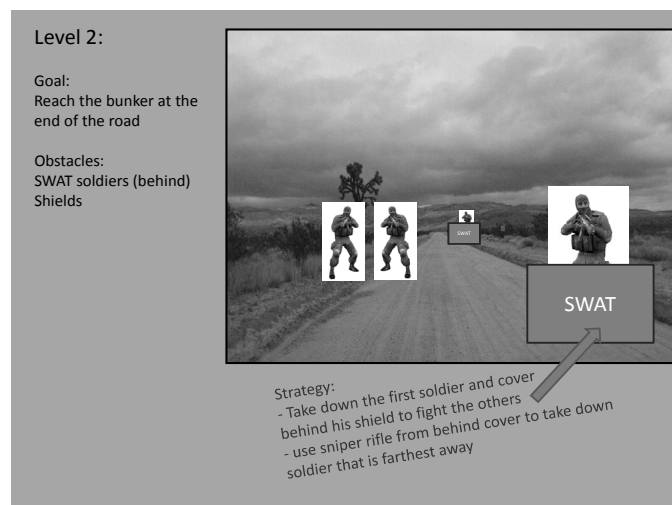 Level 2:
Goal:
Reach the bunker at the
end of the road
Obstacles:
SWAT soldiers (behind)
Shields
SWAT
SWAT
Strategy:
- Take down the first soldier and cover
behind his shield to fight the others
- use sniper rifle from behind cover to take down
soldier that is farthest away